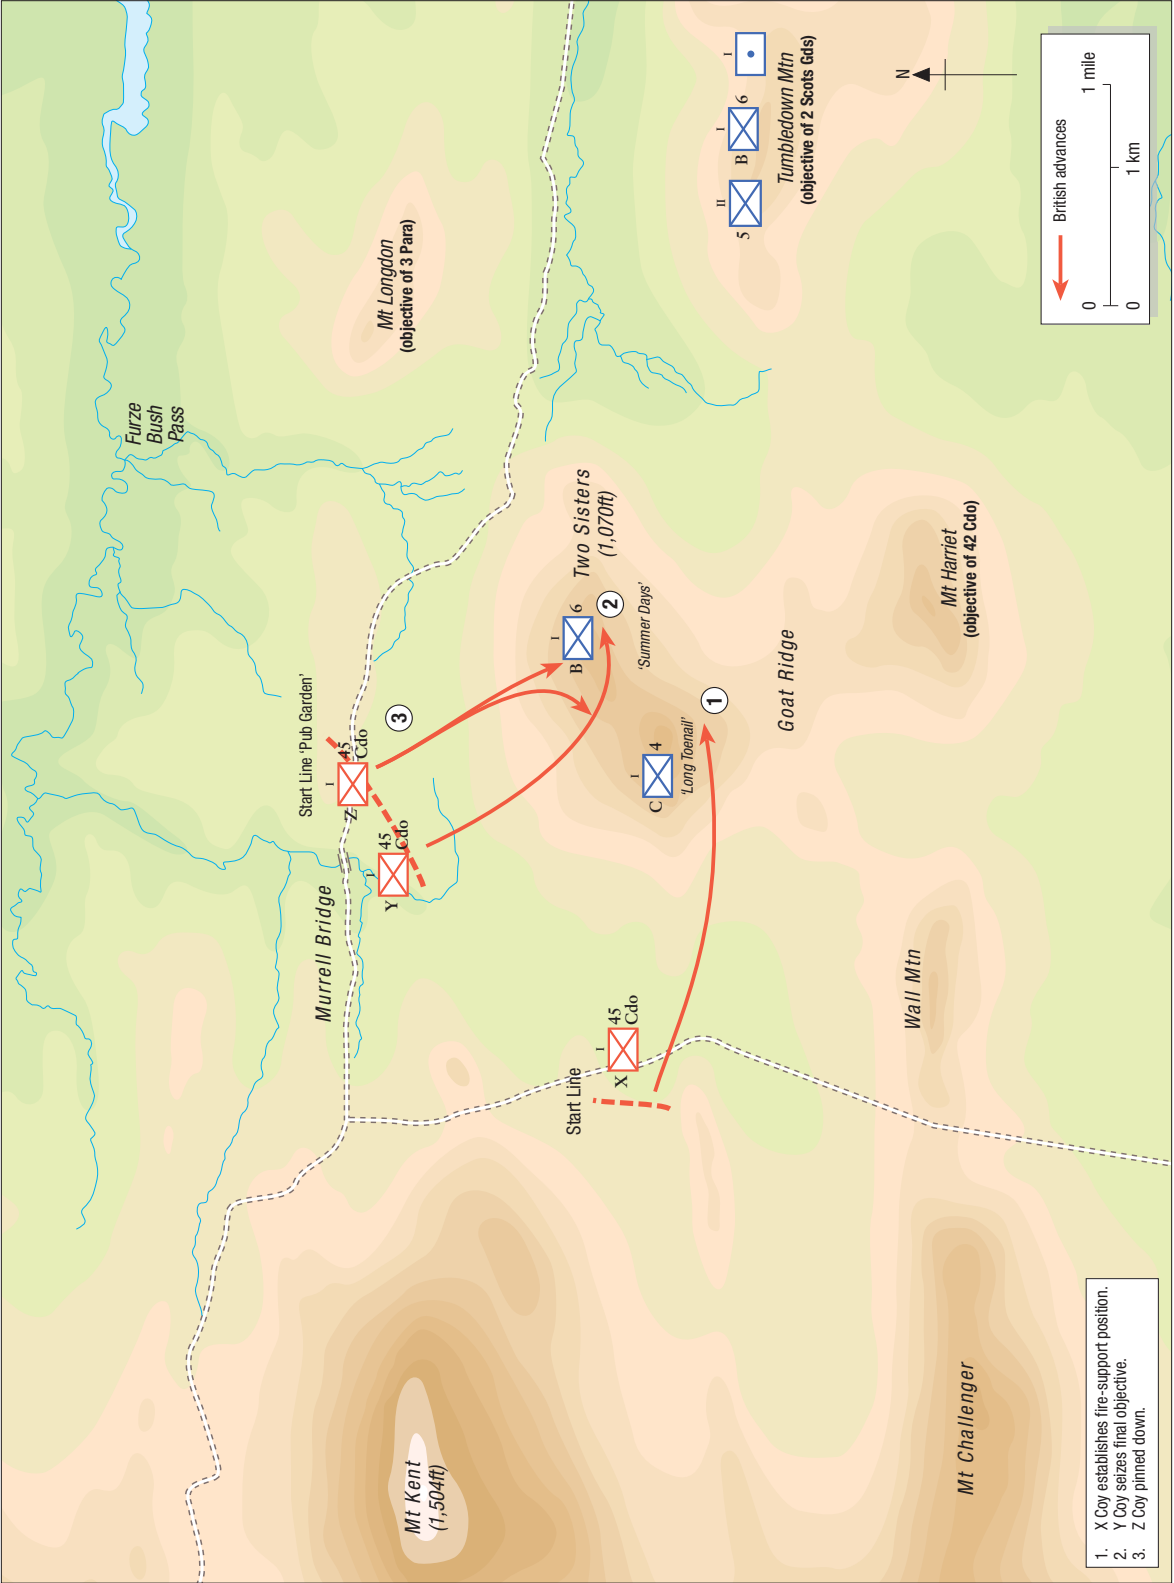 Furze
Bush
Pass
Mt Longdon
(objective of 3 Para)
Murrell Bridge
Start Line 'Pub Garden'
I
Z
45
Cdo
I
Y
45
Cdo
3
Mt Kent
(1,504ft)
Start Line
I
X
45
Cdo
Two Sisters
(1,070ft)
I
B
6
2
'Summer Days'
I
C
4
'Long Toenail'
1
Goat Ridge
II
5
I
B
6
I
Tumbledown Mtn
(objective of 2 Scots Gds)
Wall Mtn
Mt Harriet
(objective of 42 Cdo)
Mt Challenger
N
British advances
0
1 mile
0
1 km
1. X Coy establishes fire-support position.
2. Y Coy seizes final objective.
3. Z Coy pinned down.